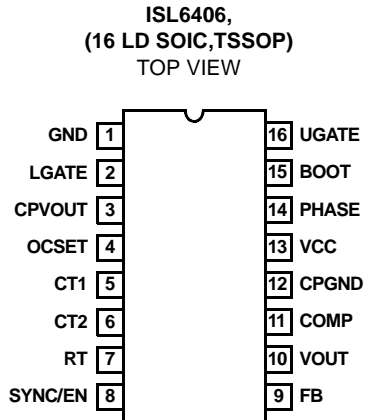 ISL6406,
(16 LD SOIC,TSSOP)
TOP VIEW
GND 1 16 UGATE
LGATE 2 15 BOOT
CPVOUT 3 14 PHASE
OCSET 4 13 VCC
CT1 5 12 CPGND
CT2 6 11 COMP
RT 7 10 VOUT
SYNC/EN 8 9 FB